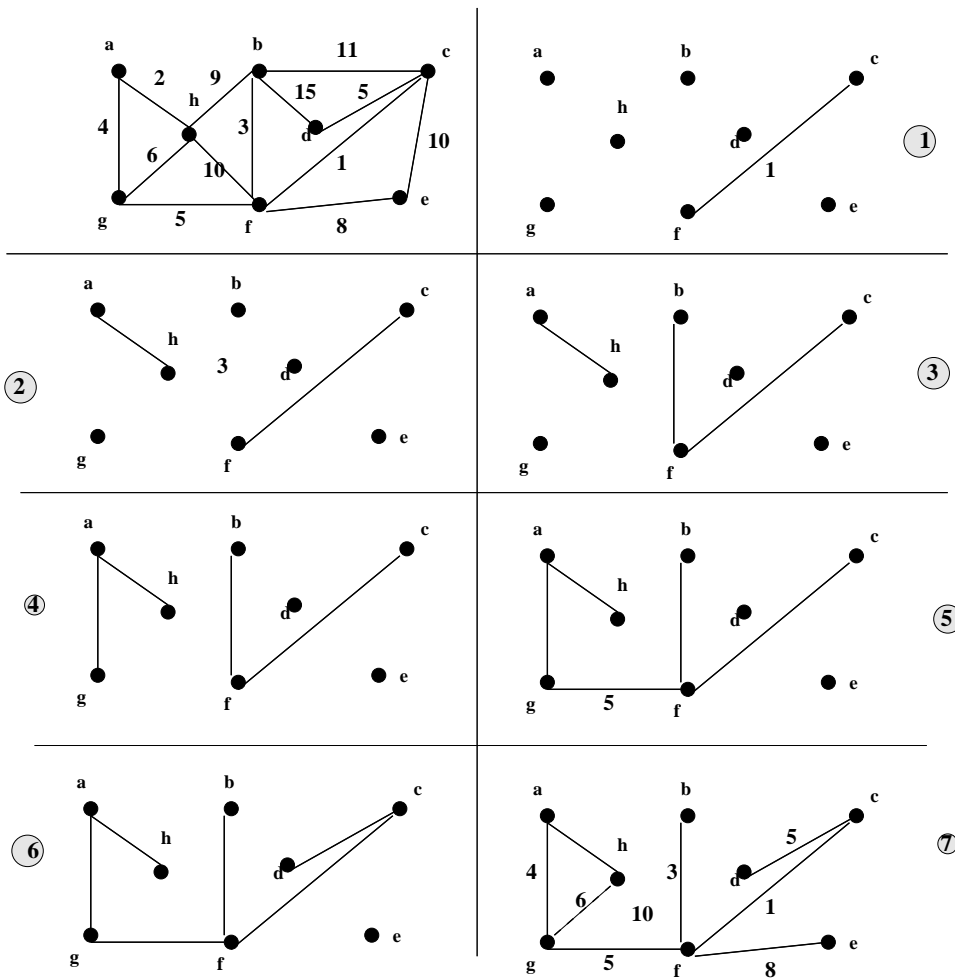 a b c
2 9 11
h 15 5
4 3 d 10
6 10 1
g 5 f 8 e
a b c
h
d 1
1
g f e
a b c
h
2 3 d
g f e
a b c
h
d 3
g f e
a b c
h
4 d
g f e
a b c
h
d 5
g 5 f e
a b c
h
6 d
g f e
a b c
h 5 7
4 3 d
6 10 1
g 5 f 8 e